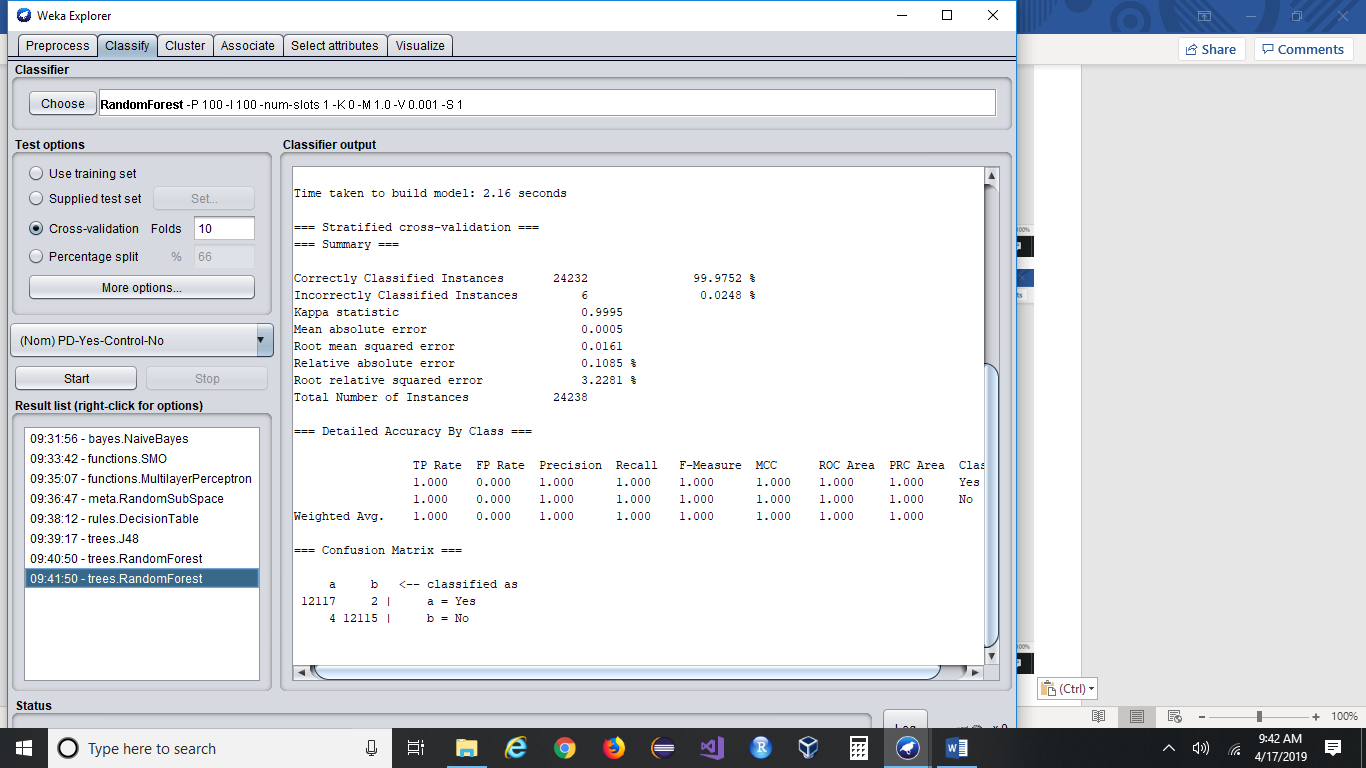 Weka Explorer
Preprocess Classify Cluster Associate Select attributes Visualize
Share Comments
Classifier
Choose RandomForest -P 100 -I 100 -num-slots 1 -K 0 -M 1.0 -V 0.001 -S 1
Test options
Use training set
Supplied test set Set...
Cross-validation Folds 10
Percentage split % 66
More options...
(Nom) PD-Yes-Control-No
Start Stop
Result list (right-click for options)
09:31:56 - bayes.NaiveBayes
09:33:42 - functions.SMO
09:35:07 - functions.MultilayerPerceptron
09:36:47 - meta.RandomSubSpace
09:38:12 - rules.DecisionTable
09:39:17 - trees.J48
09:40:50 - trees.RandomForest
09:41:50 - trees.RandomForest
Classifier output
Time taken to build model: 2.16 seconds
=== Stratified cross-validation ===
=== Summary ===
Correctly Classified Instances 24232 99.9752 %
Incorrectly Classified Instances 6 0.0248 %
Kappa statistic 0.9995
Mean absolute error 0.0005
Root mean squared error 0.0161
Relative absolute error 0.1085 %
Root relative squared error 3.2281 %
Total Number of Instances 24238
=== Detailed Accuracy By Class ===
TP Rate FP Rate Precision Recall F-Measure MCC ROC Area PRC Area Clas
1.000 0.000 1.000 1.000 1.000 1.000 1.000 1.000 Yes
1.000 0.000 1.000 1.000 1.000 1.000 1.000 1.000 No
Weighted Avg. 1.000 0.000 1.000 1.000 1.000 1.000 1.000 1.000
=== Confusion Matrix ===
a b <-- classified as
12117 2 | a = Yes
4 12115 | b = No
Status
Log
(Ctrl)
100%
Type here to search
9:42 AM
4/17/2019